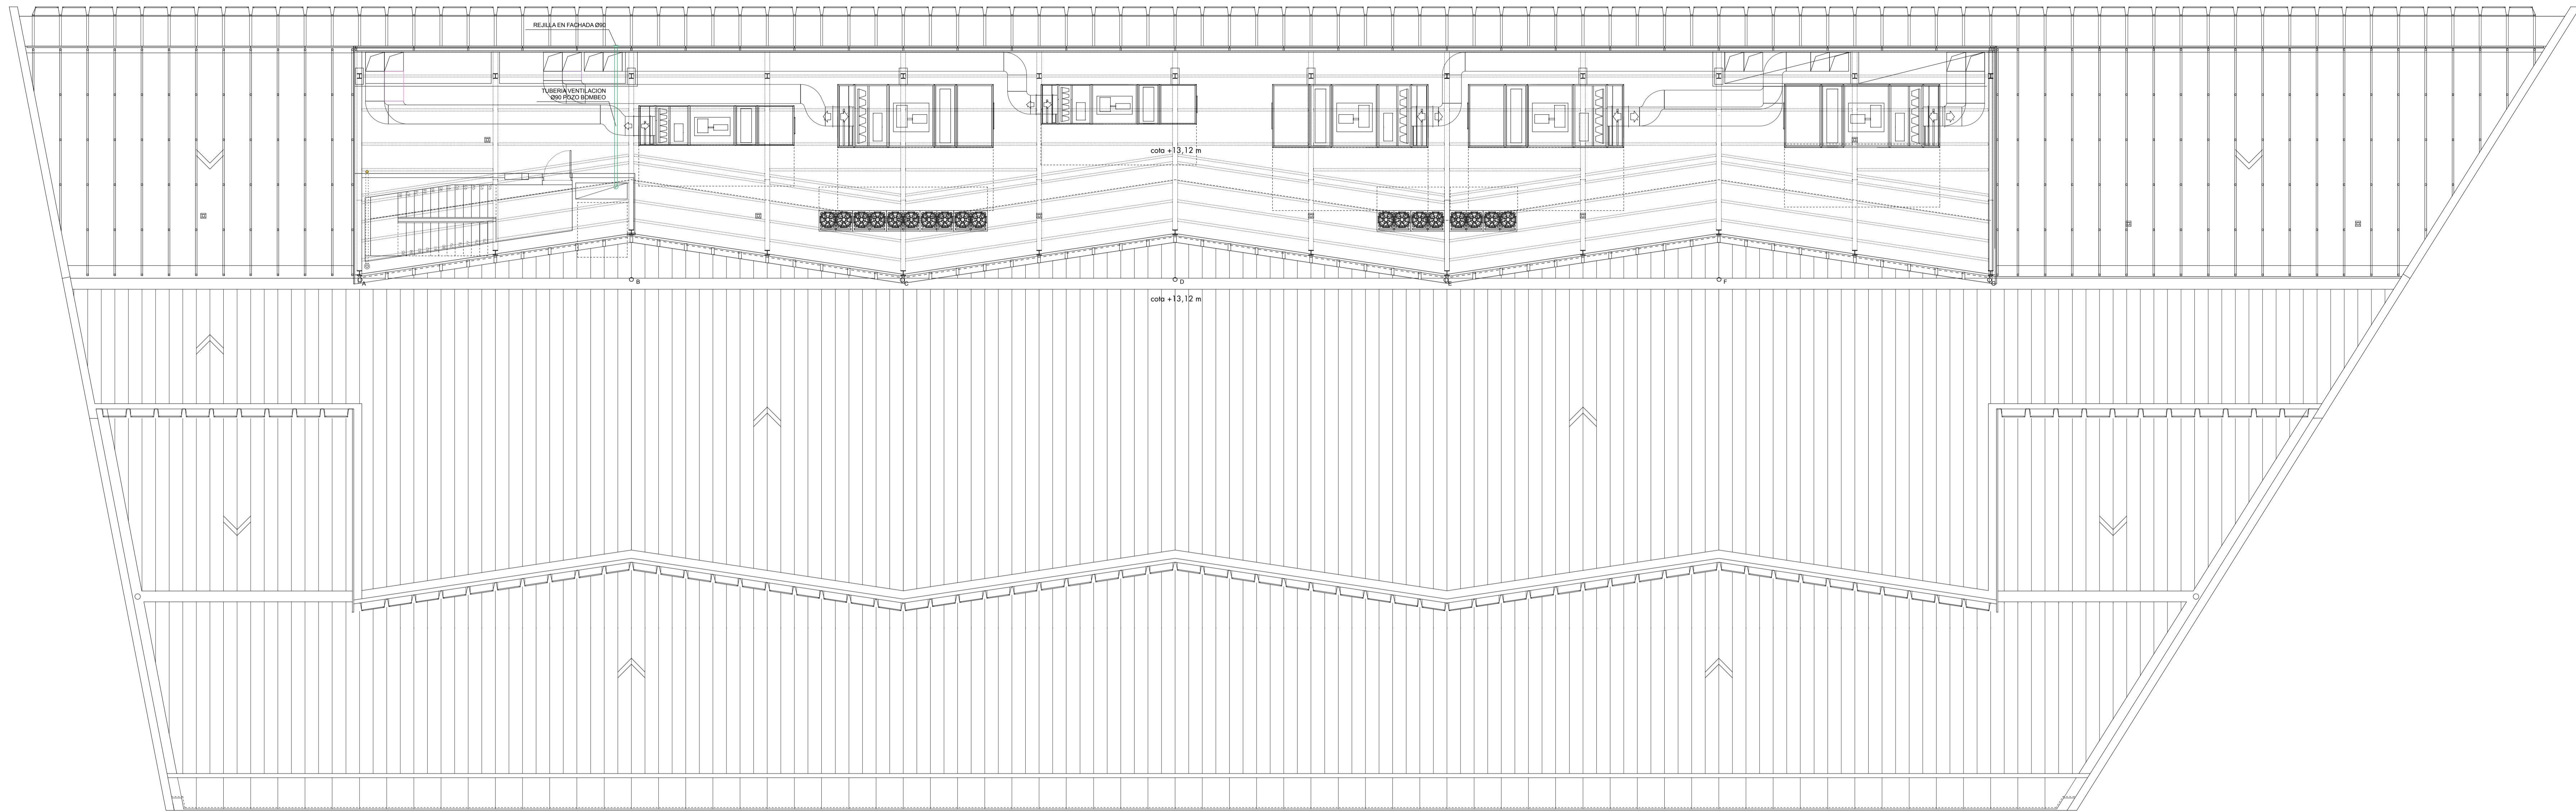 REJILLA EN FACHADA Ø90
TUBERIA VENTILACION
Ø90 POZO BOMBEO
cota +13,12 m
A
B
C
D
E
F
G
cota +13,12 m